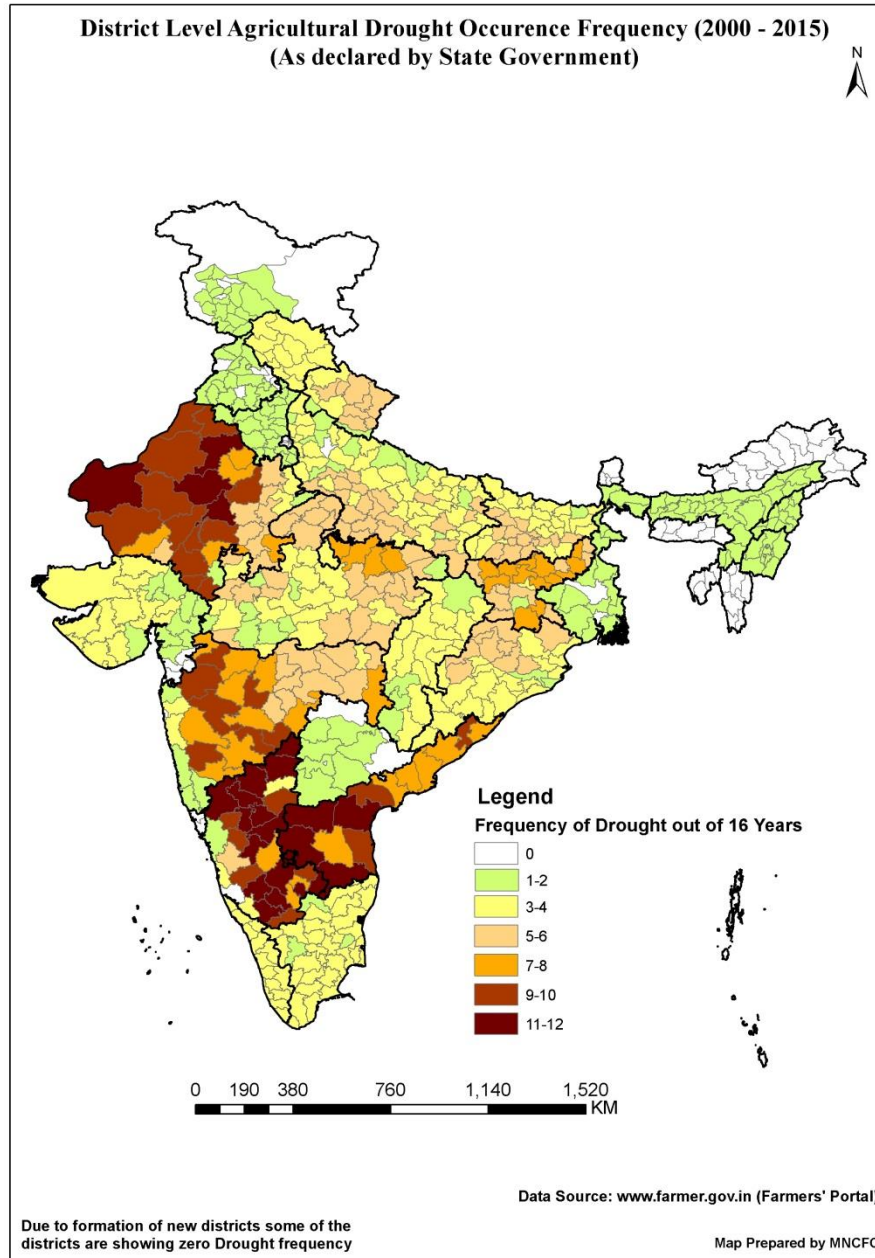 District Level Agricultural Drought Occurence Frequency (2000 - 2015)
(As declared by State Government)
N
Legend
Frequency of Drought out of 16 Years
0
1-2
3-4
5-6
7-8
9-10
11-12
0 190 380 760 1,140 1,520
KM
Data Source: www.farmer.gov.in (Farmers' Portal)
Due to formation of new districts some of the
districts are showing zero Drought frequency
Map Prepared by MNCFC